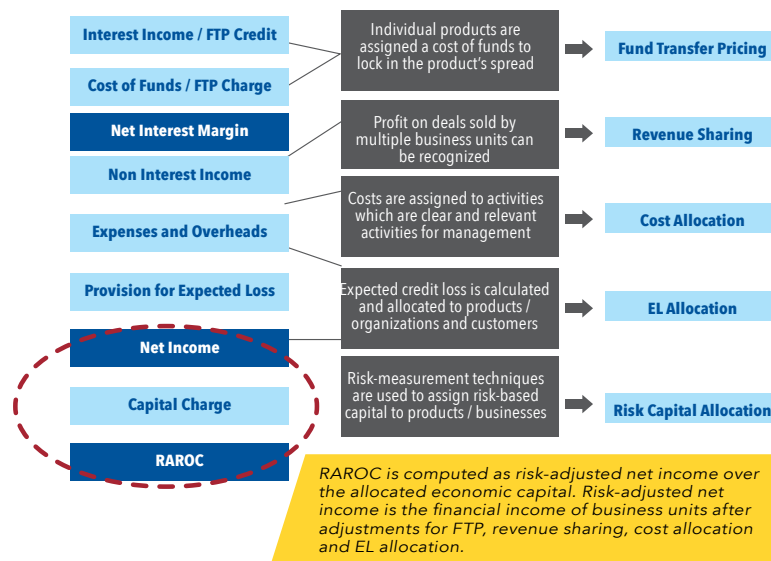 Interest Income / FTP Credit
Cost of Funds / FTP Charge
Net Interest Margin
Non Interest Income
Expenses and Overheads
Provision for Expected Loss
Net Income
Capital Charge
RAROC
Individual products are
assigned a cost of funds to
lock in the product's spread
Profit on deals sold by
multiple business units can
be recognized
Costs are assigned to activities
which are clear and relevant
activities for management
Expected credit loss is calculated
and allocated to products /
organizations and customers
Risk-measurement techniques
are used to assign risk-based
capital to products / businesses
Fund Transfer Pricing
Revenue Sharing
Cost Allocation
EL Allocation
Risk Capital Allocation
RAROC is computed as risk-adjusted net income over
the allocated economic capital. Risk-adjusted net
income is the financial income of business units after
adjustments for FTP, revenue sharing, cost allocation
and EL allocation.